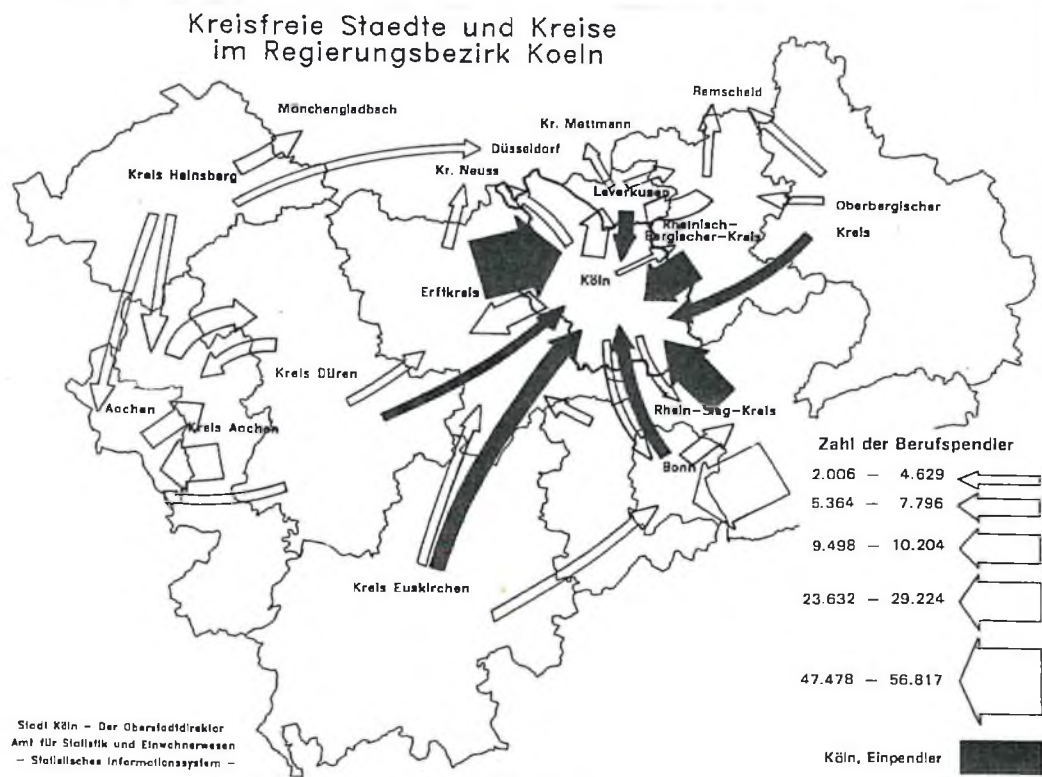 Kreisfreie Staedte und Kreise
im Regierungsbezirk Koeln
Remscheid
Mönchengladbach
Kr. Mettmann
Düsseldorf
Kr. Neuss
Kreis Heinsberg
Leverkusen
Oberbergischer
Kreis
Rheinisch-
Bergischer-Kreis
Köln
Erftkreis
Kreis Düren
Aachen
Kreis Aachen
Rhein-Sieg-Kreis
Bonn
Kreis Euskirchen
Zahl der Berufspendler
2.006 – 4.629
5.364 – 7.796
9.498 – 10.204
23.632 – 29.224
47.478 – 56.817
Köln, Einpendler
Stadt Köln – Der Oberstadtdirektor
Amt für Statistik und Einwohnerwesen
– Statistisches Informationssystem –